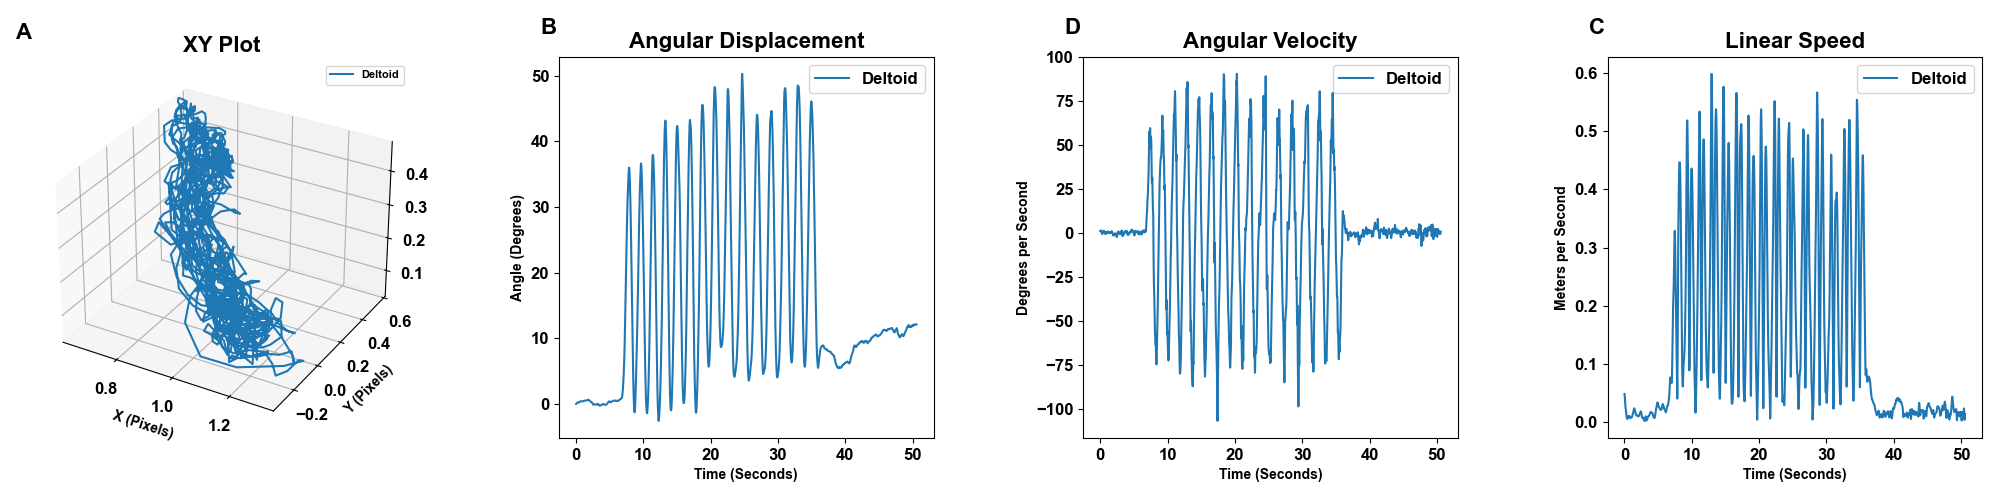 A
XY Plot
Deltoid
0.4
0.3
0.2
0.1
0.6
0.4
0.2
0.0
−0.2
Y (Pixels)
0.8
1.0
1.2
X (Pixels)
B
Angular Displacement
Deltoid
50
40
30
20
10
0
Angle (Degrees)
0 10 20 30 40 50
Time (Seconds)
D
Angular Velocity
Deltoid
100
75
50
25
0
−25
−50
−75
−100
Degrees per Second
0 10 20 30 40 50
Time (Seconds)
C
Linear Speed
Deltoid
0.6
0.5
0.4
0.3
0.2
0.1
0.0
Meters per Second
0 10 20 30 40 50
Time (Seconds)